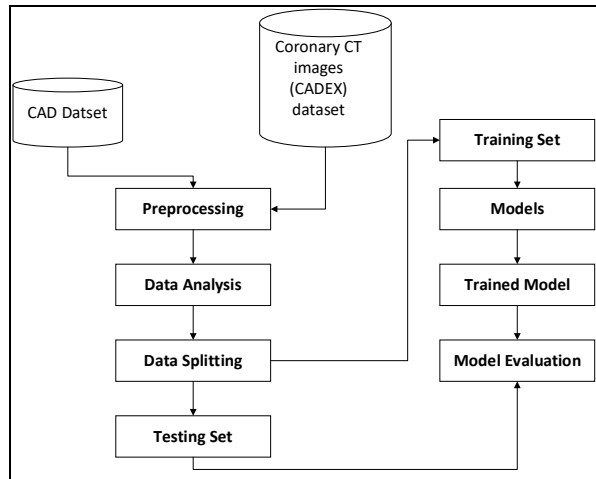 Coronary CT
images
(CADEX)
dataset
CAD Datset
Training Set
Preprocessing
Models
Data Analysis
Trained Model
Data Splitting
Model Evaluation
Testing Set